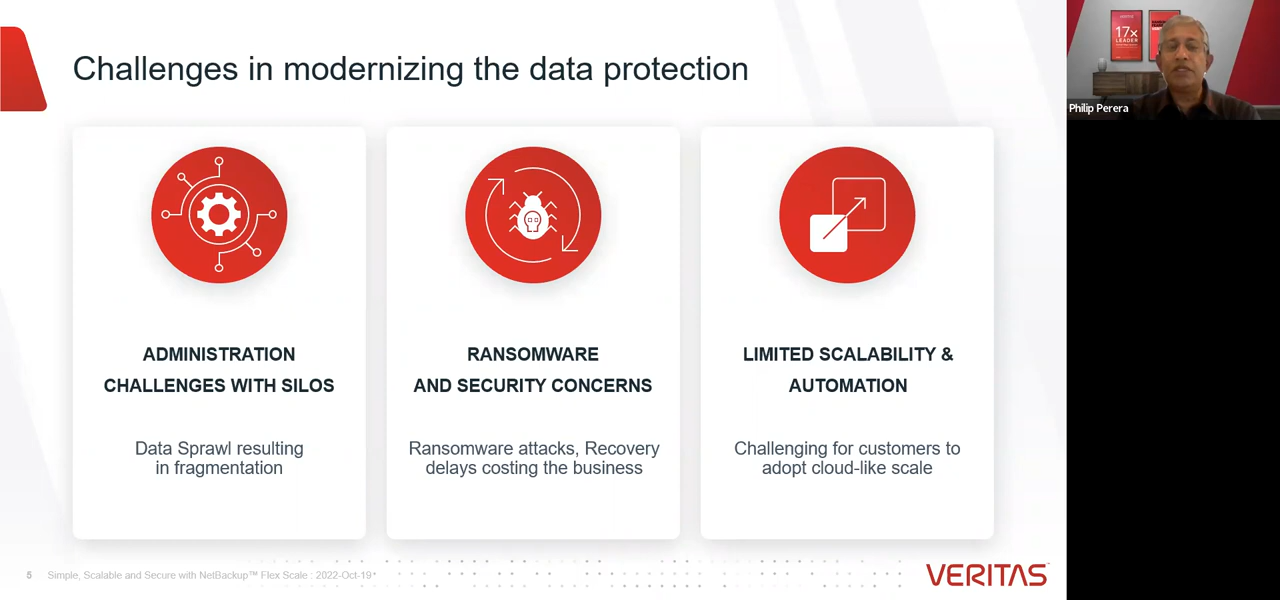 Challenges in modernizing the data protection
ADMINISTRATION
CHALLENGES WITH SILOS
Data Sprawl resulting
in fragmentation
RANSOMWARE
AND SECURITY CONCERNS
Ransomware attacks, Recovery
delays costing the business
LIMITED SCALABILITY &
AUTOMATION
Challenging for customers to
adopt cloud-like scale
5 Simple, Scalable and Secure with NetBackup™ Flex Scale : 2022-Oct-19
VERITAS
17x
LEADER
Philip Perera